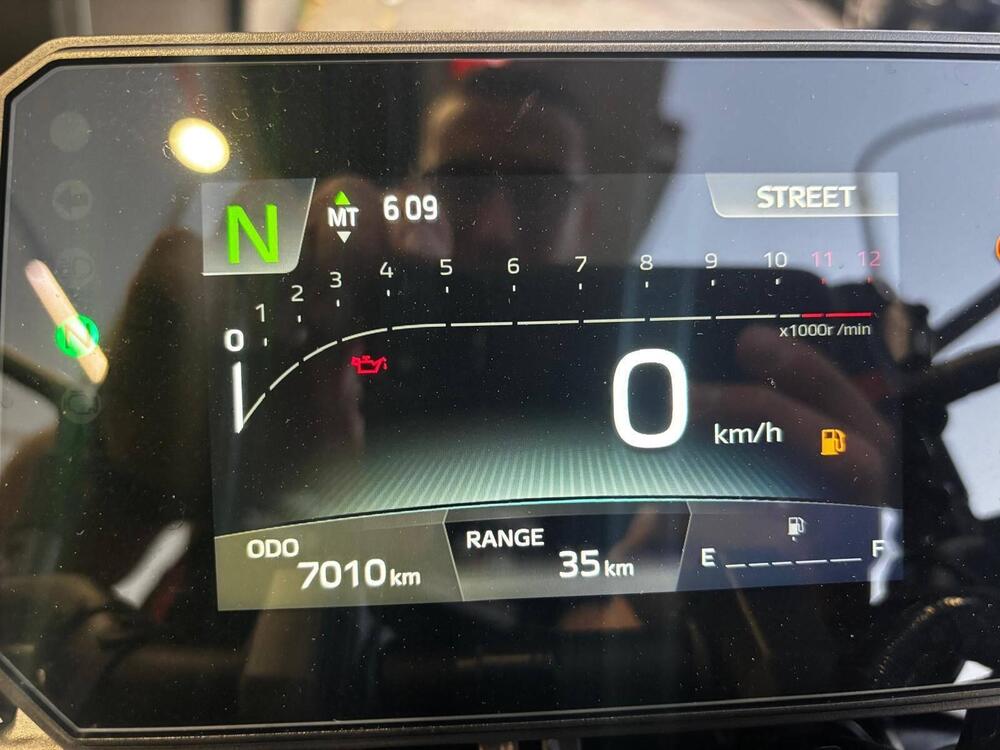 N MT 6 09 STREET
0 1 2 3 4 5 6 7 8 9 10 11 12
x1000r/min
0 km/h
N
ODO 7010 km
RANGE 35 km
E F